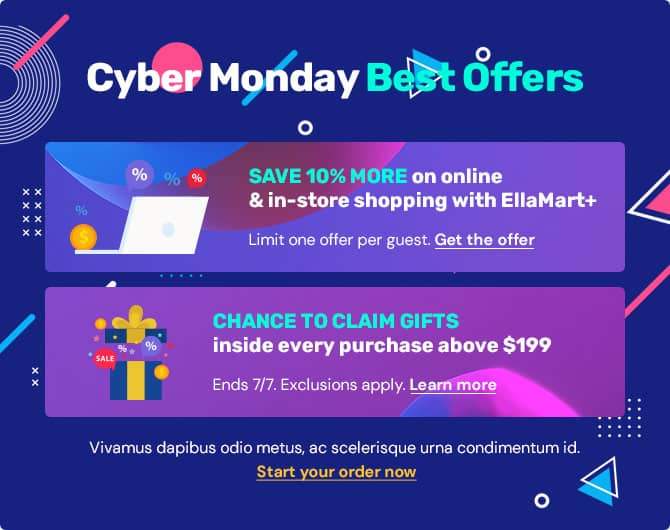 Cyber Monday Best Offers
SAVE 10% MORE on online
& in-store shopping with EllaMart+
Limit one offer per guest. Get the offer
%
%
%
%
$
CHANCE TO CLAIM GIFTS
inside every purchase above $199
Ends 7/7. Exclusions apply. Learn more
SALE
%
%
Vivamus dapibus odio metus, ac scelerisque urna condimentum id.
Start your order now